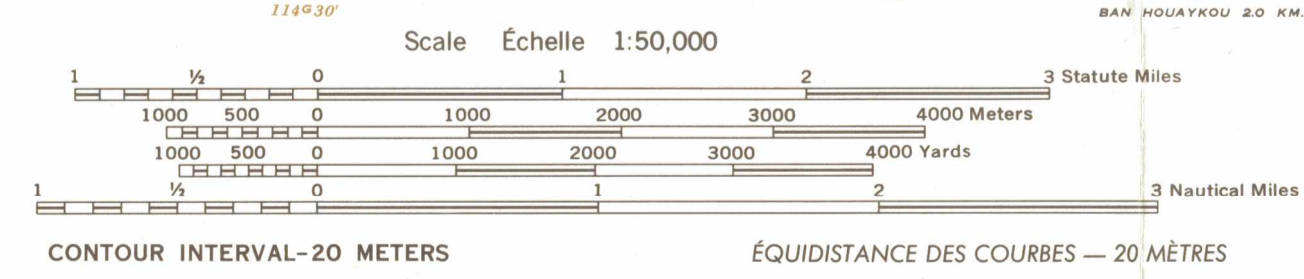 114ᴳ30'
BAN HOUAYKOU 2.0 KM.
Scale Échelle 1:50,000
1 ½ 0 1 2 3 Statute Miles
1000 500 0 1000 2000 3000 4000 Meters
1000 500 0 1000 2000 3000 4000 Yards
1 ½ 0 1 2 3 Nautical Miles
CONTOUR INTERVAL–20 METERS
ÉQUIDISTANCE DES COURBES — 20 MÈTRES